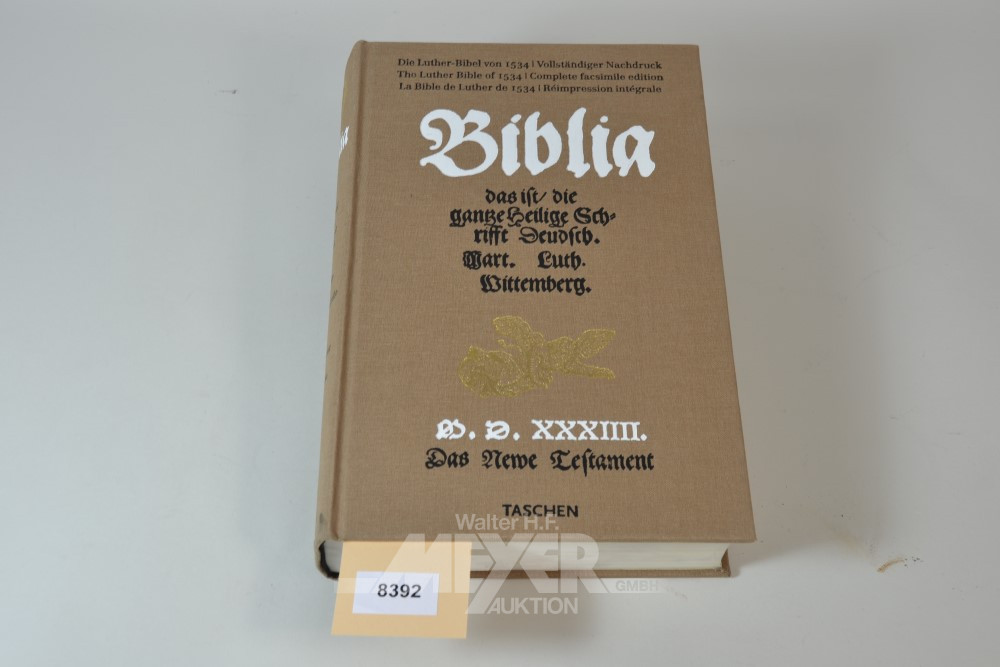 Die Luther-Bibel von 1534 | Vollständiger Nachdruck
The Luther Bible of 1534 | Complete facsimile edition
La Bible de Luther de 1534 | Réimpression intégrale
Biblia
das ist/ die
gantze Heilige Sch-
rifft Deudsch.
Mart. Luth.
Wittemberg.
M. D. XXXIIII.
Das Newe Testament
TASCHEN
Walter H.F.
MEYER
GMBH
AUKTION
8392